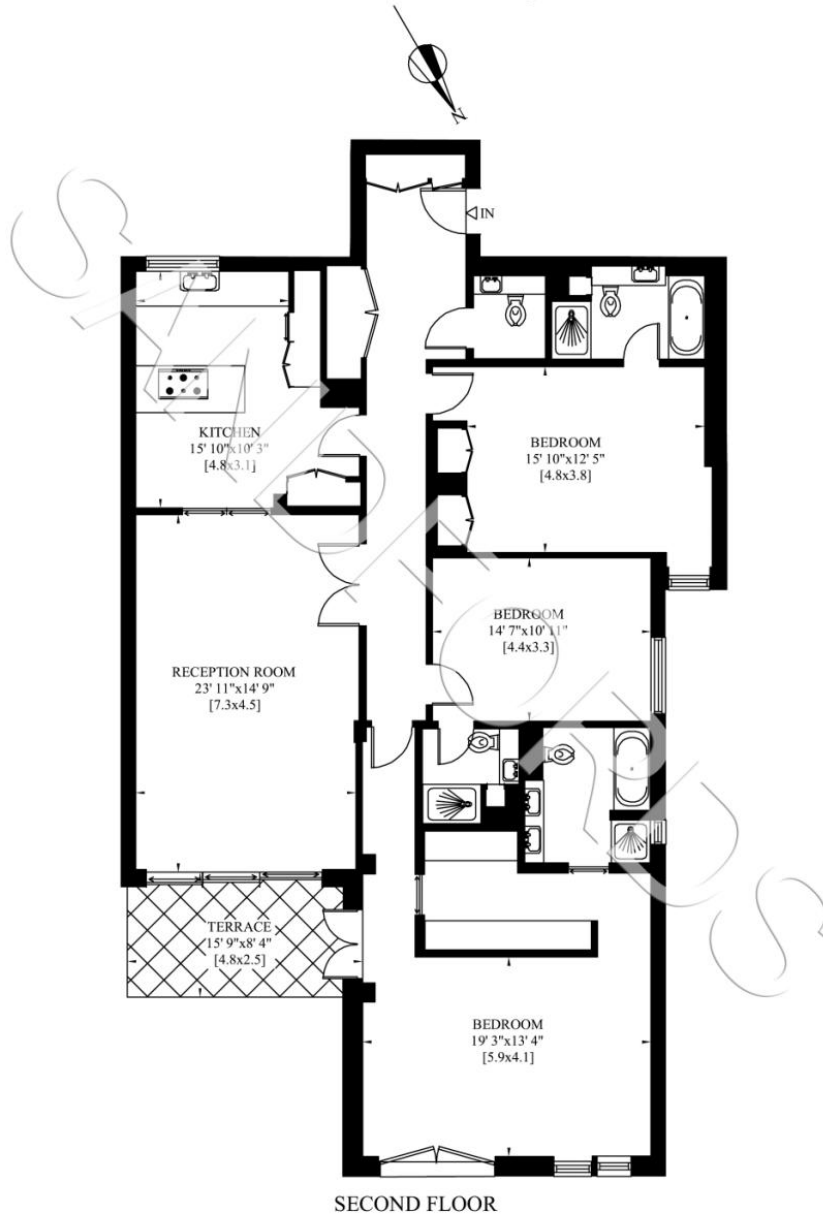 N
IN
KITCHEN
15' 10"x10' 3"
[4.8x3.1]
BEDROOM
15' 10"x12' 5"
[4.8x3.8]
BEDROOM
14' 7"x10' 11"
[4.4x3.3]
RECEPTION ROOM
23' 11"x14' 9"
[7.3x4.5]
TERRACE
15' 9"x8' 4"
[4.8x2.5]
BEDROOM
19' 3"x13' 4"
[5.9x4.1]
SECOND FLOOR
SANDFORDS